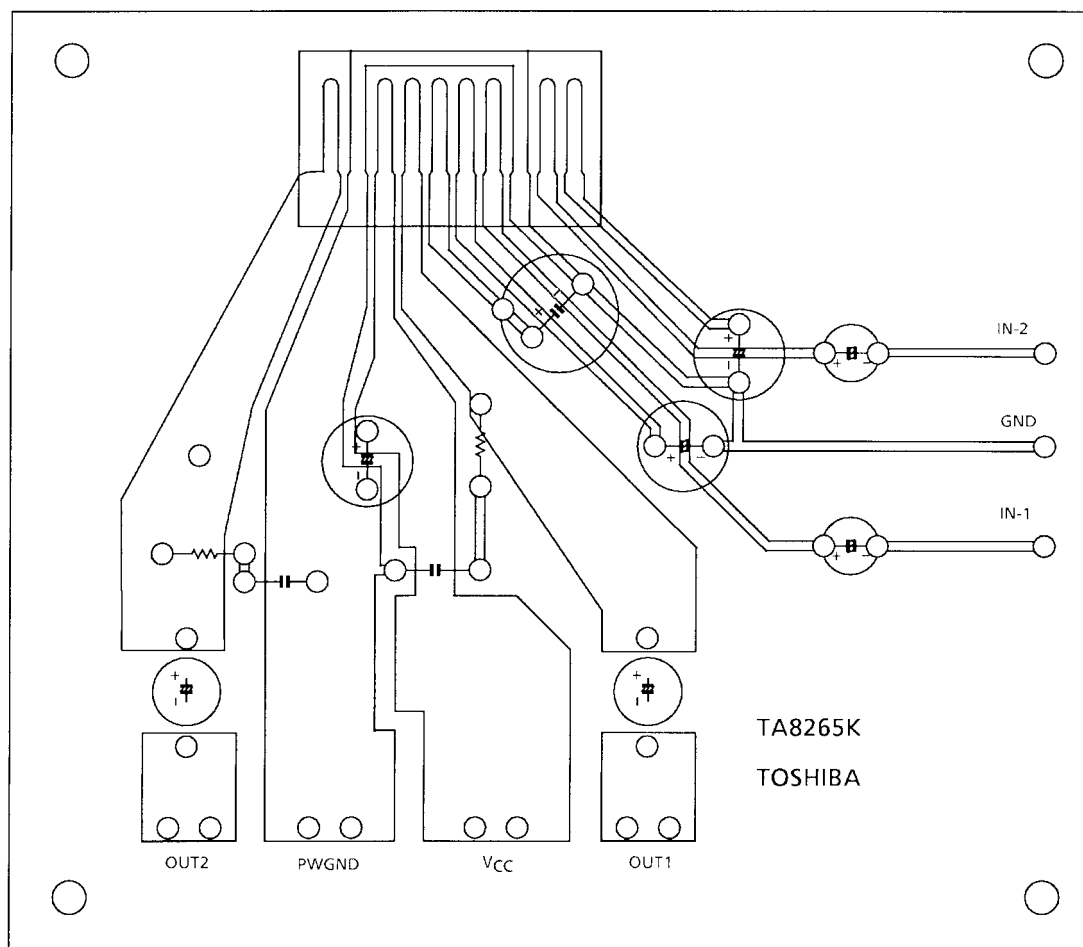 IN-2
GND
IN-1
TA8265K
TOSHIBA
OUT2
PWGND
VCC
OUT1